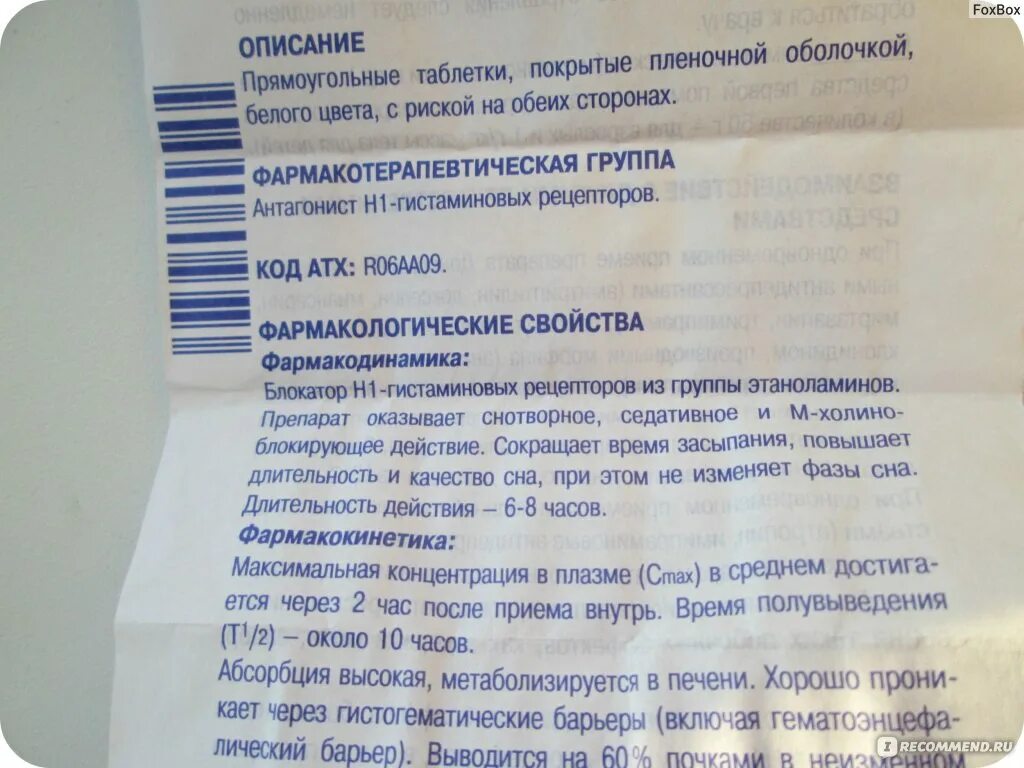 FoxBox
ОПИСАНИЕ
Прямоугольные таблетки, покрытые пленочной оболочкой,
белого цвета, с риской на обеих сторонах.
ФАРМАКОТЕРАПЕВТИЧЕСКАЯ ГРУППА
Антагонист H1-гистаминовых рецепторов.
КОД АТХ: R06AA09.
ФАРМАКОЛОГИЧЕСКИЕ СВОЙСТВА
Фармакодинамика:
Блокатор H1-гистаминовых рецепторов из группы этаноламинов.
Препарат оказывает снотворное, седативное и М-холино-
блокирующее действие. Сокращает время засыпания, повышает
длительность и качество сна, при этом не изменяет фазы сна.
Длительность действия – 6-8 часов.
Фармакокинетика:
Максимальная концентрация в плазме (Cmax) в среднем достига-
ется через 2 час после приема внутрь. Время полувыведения
(T1/2) – около 10 часов.
Абсорбция высокая, метаболизируется в печени. Хорошо прони-
кает через гистогематические барьеры (включая гематоэнцефа-
лический барьер). Выводится на 60% почками в неизменном
IRECOMMEND.RU